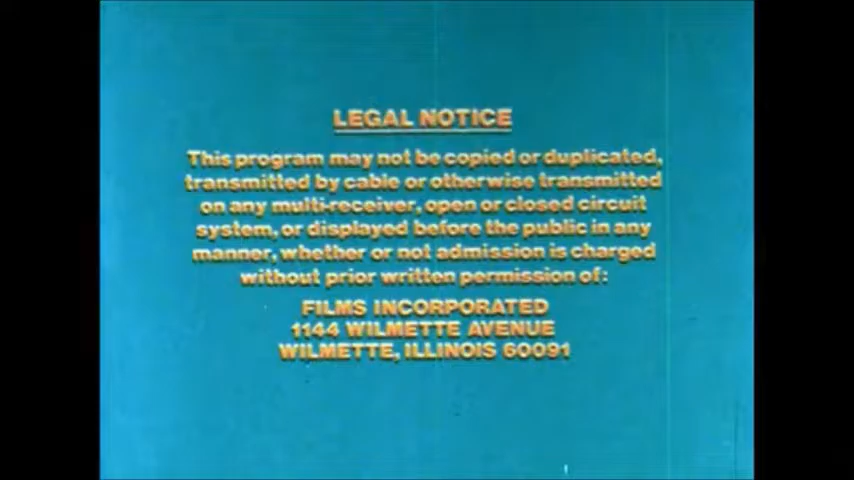 LEGAL NOTICE
This program may not be copied or duplicated,
transmitted by cable or otherwise transmitted
on any multi-receiver, open or closed circuit
system, or displayed before the public in any
manner, whether or not admission is charged
without prior written permission of:
FILMS INCORPORATED
1144 WILMETTE AVENUE
WILMETTE, ILLINOIS 60091